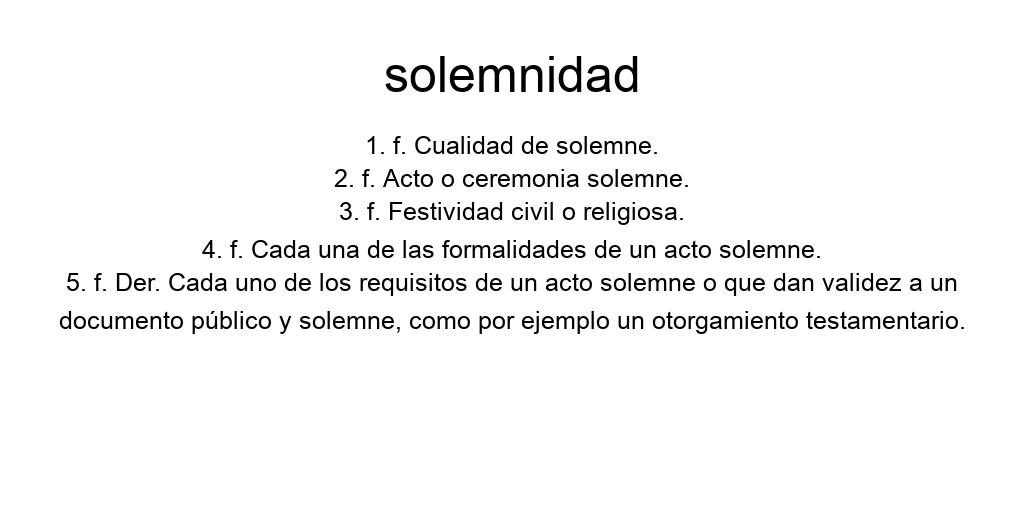 solemnidad
1. f. Cualidad de solemne.
2. f. Acto o ceremonia solemne.
3. f. Festividad civil o religiosa.
4. f. Cada una de las formalidades de un acto solemne.
5. f. Der. Cada uno de los requisitos de un acto solemne o que dan validez a un
documento público y solemne, como por ejemplo un otorgamiento testamentario.